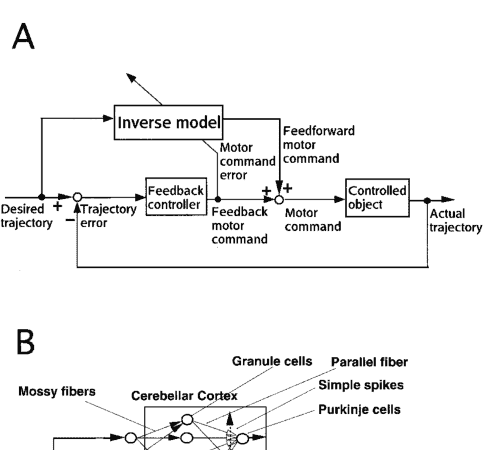 A
Inverse model
Feedforward
motor
command
Motor
command
error
+
+
Feedback
controller
Controlled
object
Desired
trajectory
+
−
Trajectory
error
Feedback
motor
command
Motor
command
Actual
trajectory
B
Granule cells
Parallel fiber
Mossy fibers
Cerebellar Cortex
Simple spikes
Purkinje cells